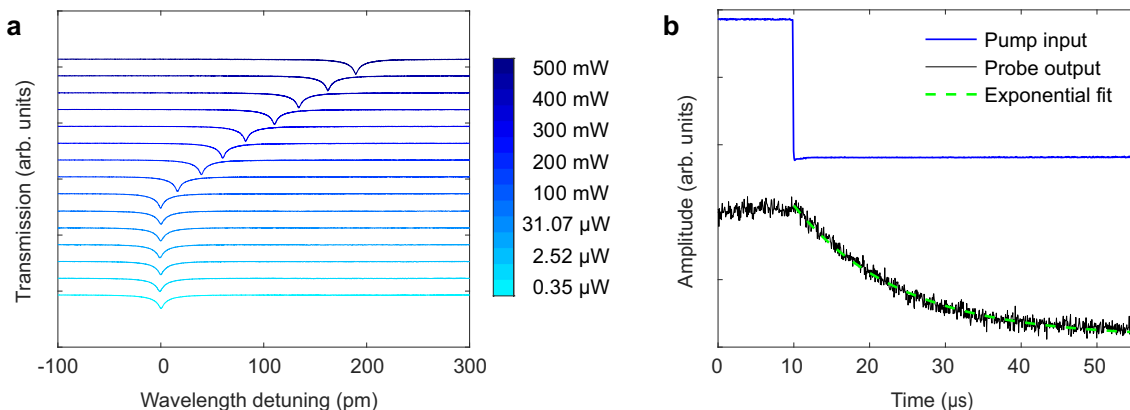 a
Transmission (arb. units)
-100
0
100
200
300
Wavelength detuning (pm)
500 mW
400 mW
300 mW
200 mW
100 mW
31.07 µW
2.52 µW
0.35 µW
b
Amplitude (arb. units)
Pump input
Probe output
Exponential fit
0
10
20
30
40
50
Time (µs)